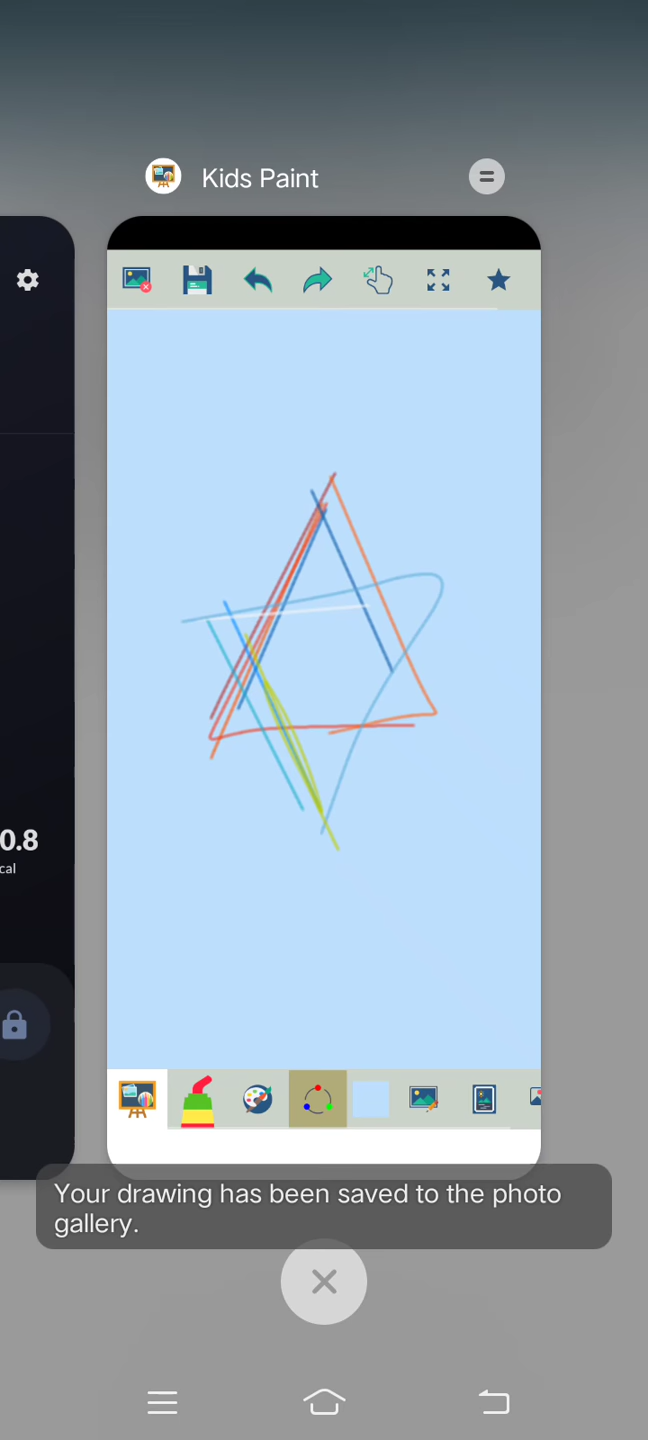 Kids Paint
0.8
cal
Your drawing has been saved to the photo
gallery.